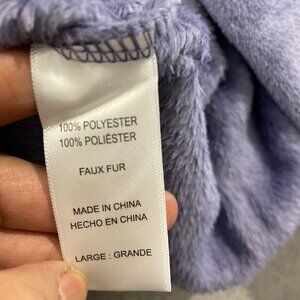 100% POLYESTER
100% POLIÉSTER
FAUX FUR
MADE IN CHINA
HECHO EN CHINA
LARGE : GRANDE